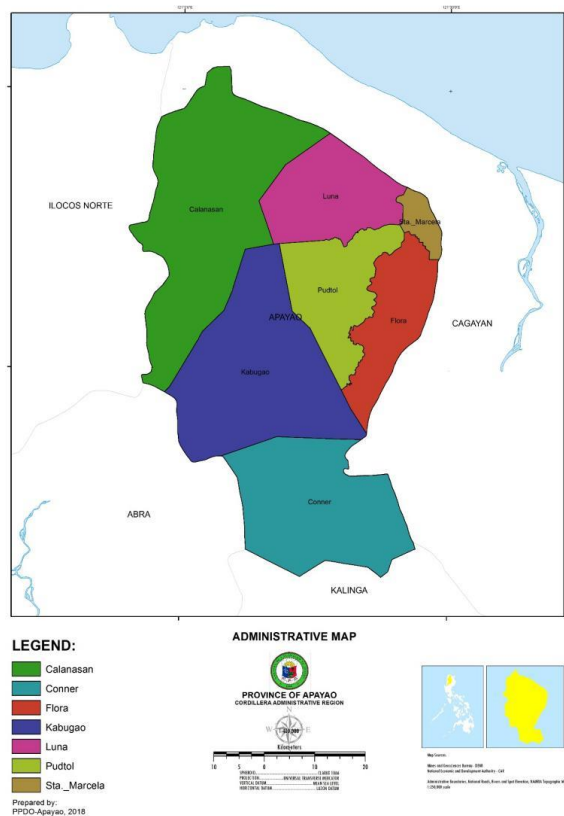 ILOCOS NORTE
Calanasan
Luna
Sta._Marcela
Pudtol
APAYAO
Flora
CAGAYAN
Kabugao
ABRA
Conner
KALINGA
LEGEND:
Calanasan
Conner
Flora
Kabugao
Luna
Pudtol
Sta._Marcela
Prepared by:
PPDO-Apayao, 2018
ADMINISTRATIVE MAP
PROVINCE OF APAYAO
CORDILLERA ADMINISTRATIVE REGION
N
W
E
Kilometers
10 5 0 10 20
Map Sources